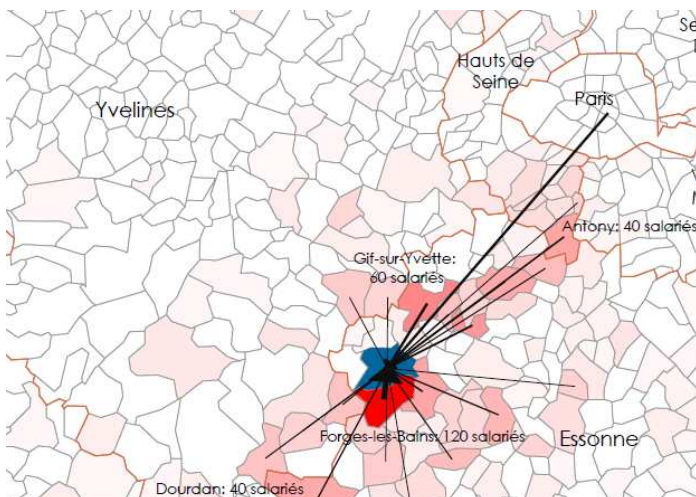 Se
Hauts de
Seine
Paris
Yvelines
Antony: 40 salariés
Gif-sur-Yvette:
60 salariés
Forges-les-Bains: 120 salariés
Essonne
Dourdan: 40 salariés